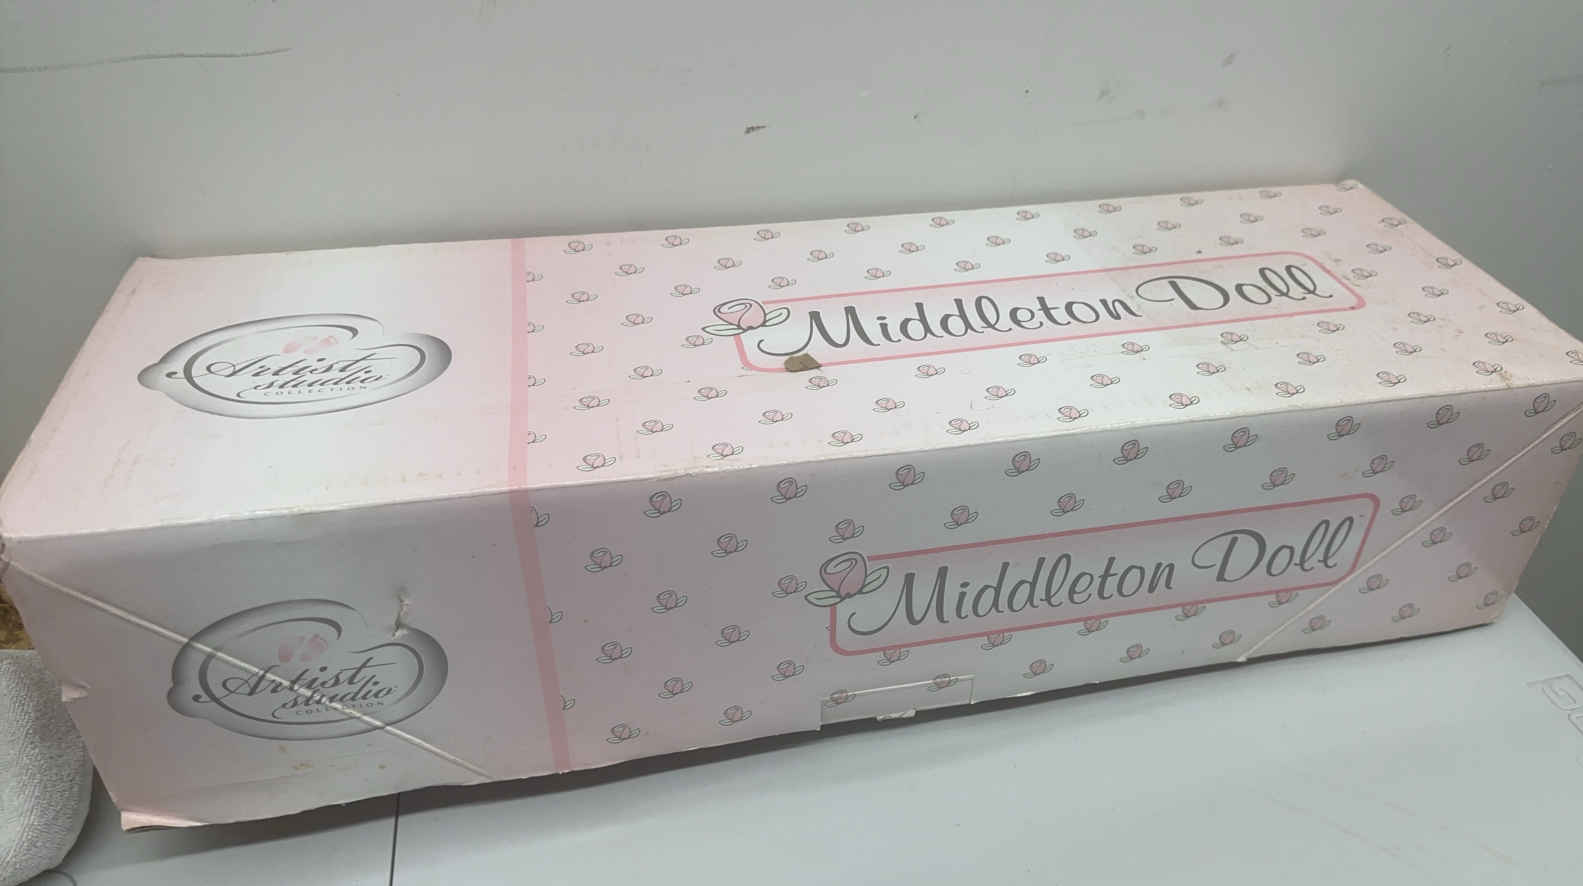 Artist
studio
COLLECTION
Middleton Doll
Artist
studio
COLLECTION
Middleton Doll